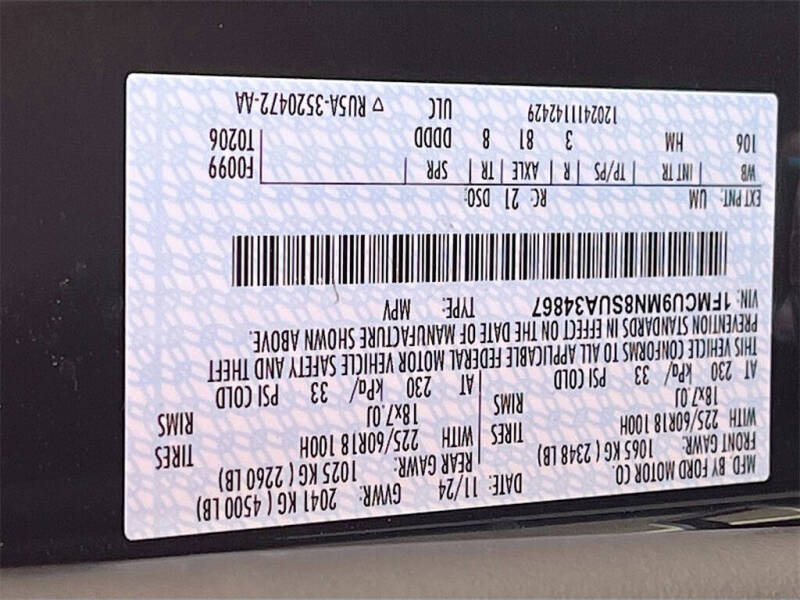 MFD. BY FORD MOTOR CO.
DATE: 11/24 GVWR: 2041 KG ( 4500 LB)
FRONT GAWR: 1065 KG ( 2348 LB) REAR GAWR: 1025 KG ( 2260 LB)
WITH 225/60R18 100H TIRES WITH 225/60R18 100H TIRES
18x7.0J RIMS 18x7.0J RIMS
AT 230 kPa/ 33 PSI COLD AT 230 kPa/ 33 PSI COLD
THIS VEHICLE CONFORMS TO ALL APPLICABLE FEDERAL MOTOR VEHICLE SAFETY AND THEFT
PREVENTION STANDARDS IN EFFECT ON THE DATE OF MANUFACTURE SHOWN ABOVE.
VIN: 1FMCU9MN8SUA34867 TYPE: MPV
EXT PNT: UM RC: 21 DSO:
WB INT TR TP/PS R AXLE TR SPR F0099
106 HM 3 81 8 DDDD T0206
120241114 2429 ULC ▽ RU5A-3520472-AA